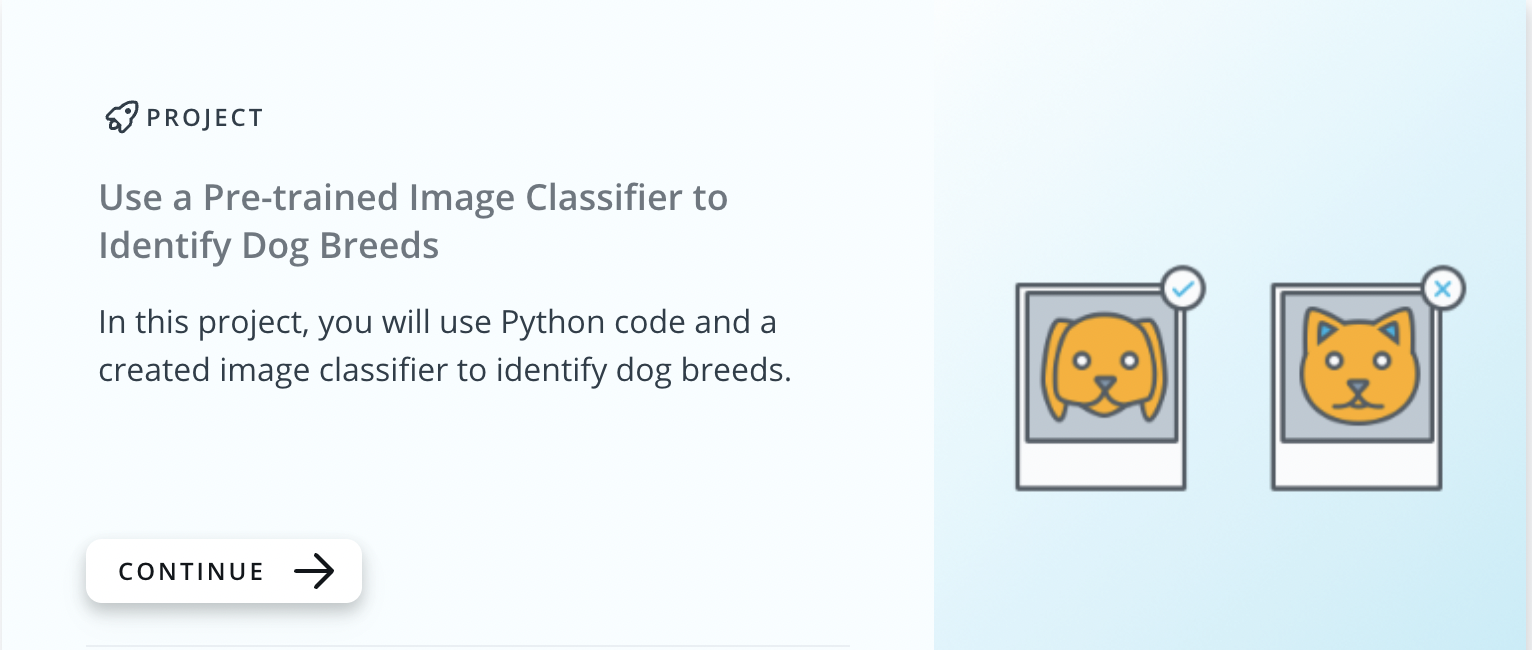 PROJECT
Use a Pre-trained Image Classifier to
Identify Dog Breeds
In this project, you will use Python code and a
created image classifier to identify dog breeds.
CONTINUE